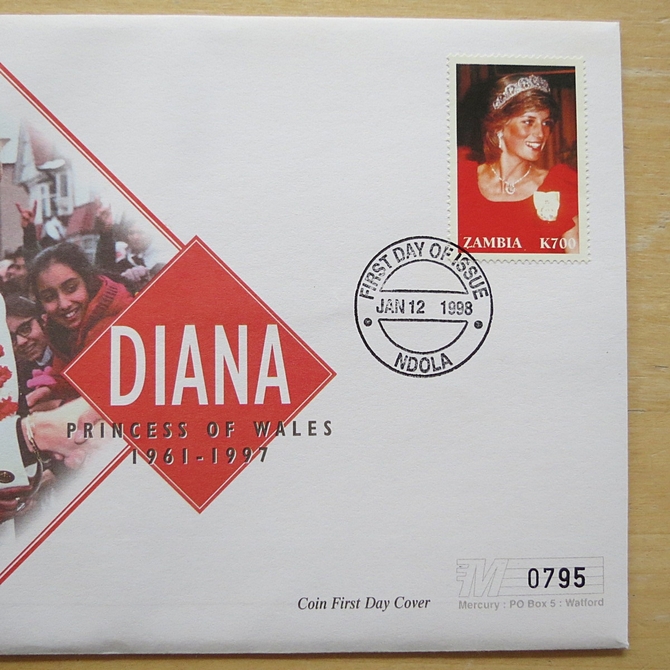 ZAMBIA K700
FIRST DAY OF ISSUE
JAN 12 1998
NDOLA
DIANA
PRINCESS OF WALES
1961-1997
M 0795
Coin First Day Cover
Mercury : PO Box 5 : Watford